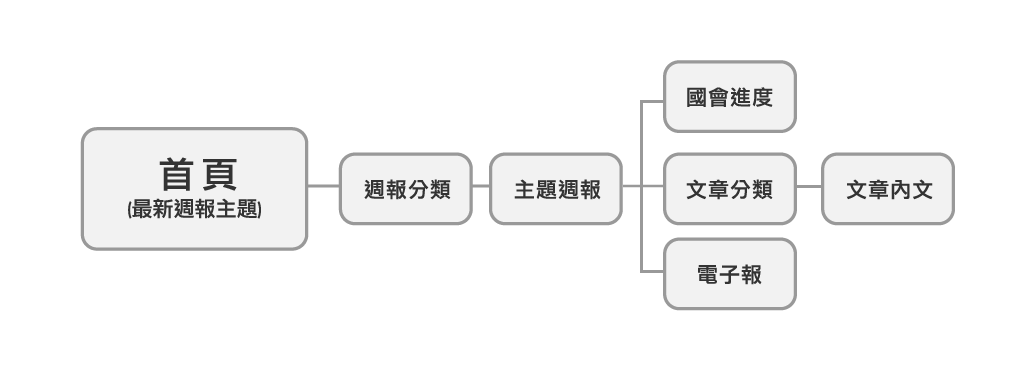 首頁
(最新週報主題)
週報分類
主題週報
國會進度
文章分類
文章內文
電子報